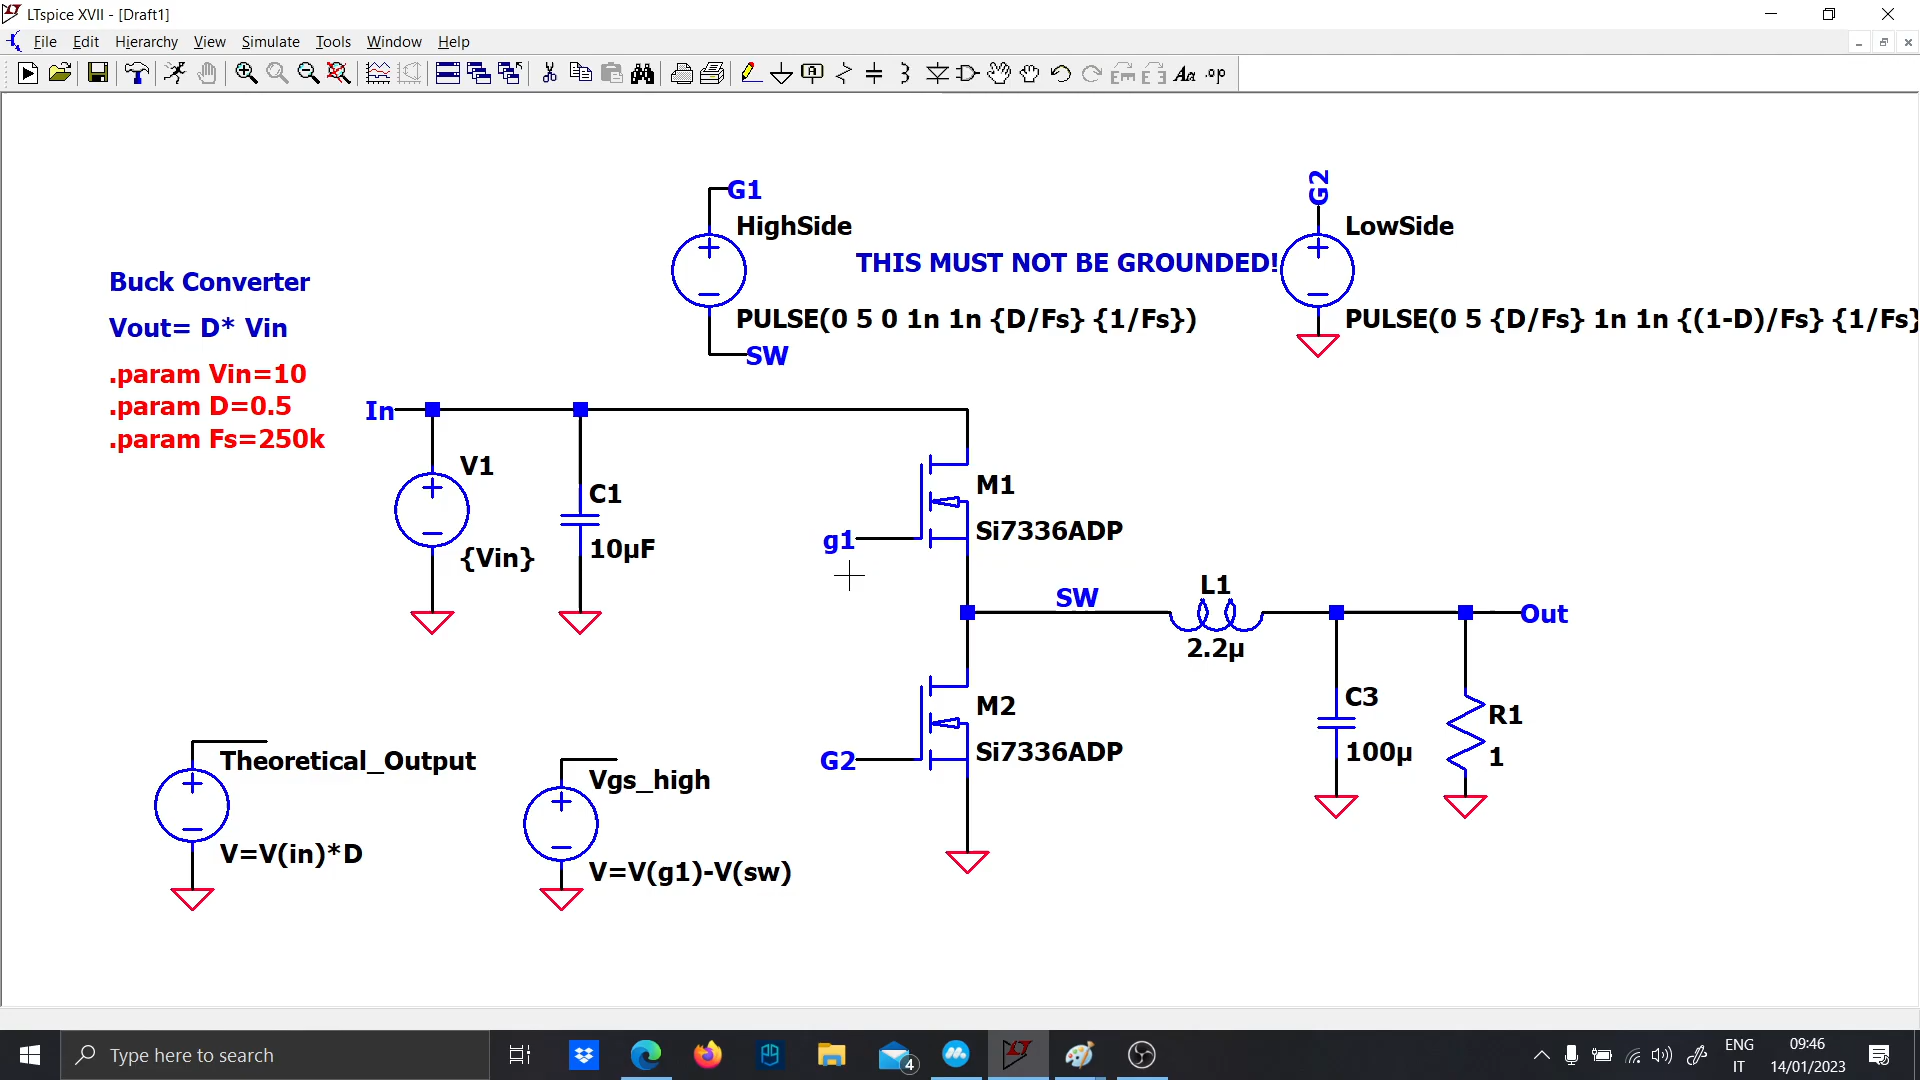 LTspice XVII - [Draft1]
File Edit Hierarchy View Simulate Tools Window Help
G1
HighSide
THIS MUST NOT BE GROUNDED!
PULSE(0 5 0 1n 1n {D/Fs} {1/Fs})
SW
G2
LowSide
PULSE(0 5 {D/Fs} 1n 1n {(1-D)/Fs} {1/Fs}
Buck Converter
Vout= D* Vin
.param Vin=10
.param D=0.5
.param Fs=250k
In
V1
{Vin}
C1
10µF
M1
Si7336ADP
g1
SW
L1
2.2µ
Out
M2
Si7336ADP
G2
C3
100µ
R1
1
Theoretical_Output
V=V(in)*D
Vgs_high
V=V(g1)-V(sw)
Type here to search
4
ENG
IT
09:46
14/01/2023